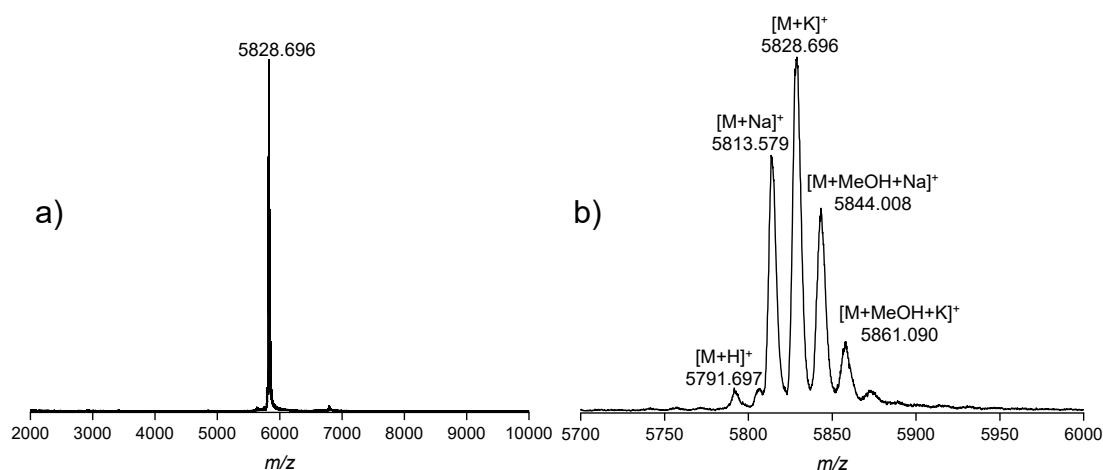 5828.696
a)
2000 3000 4000 5000 6000 7000 8000 9000 10000
m/z
[M+K]⁺
5828.696
[M+Na]⁺
5813.579
[M+MeOH+Na]⁺
5844.008
b)
[M+MeOH+K]⁺
5861.090
[M+H]⁺
5791.697
5700 5750 5800 5850 5900 5950 6000
m/z